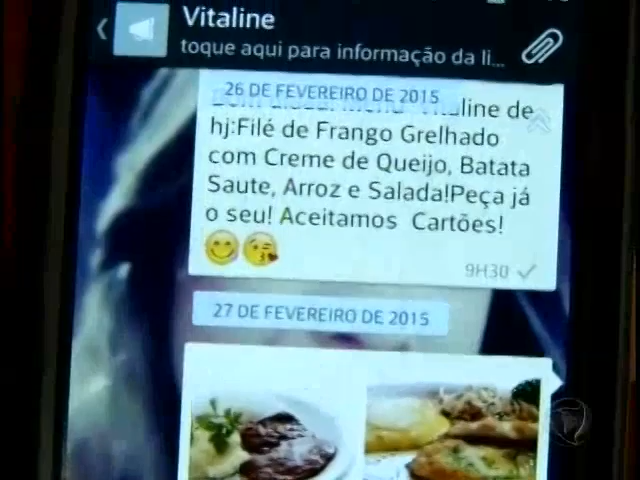 Vitaline
toque aqui para informação da li...
26 DE FEVEREIRO DE 2015
de
hj:Filé de Frango Grelhado
com Creme de Queijo, Batata
Saute, Arroz e Salada!Peça já
o seu! Aceitamos Cartões!
9H30
27 DE FEVEREIRO DE 2015